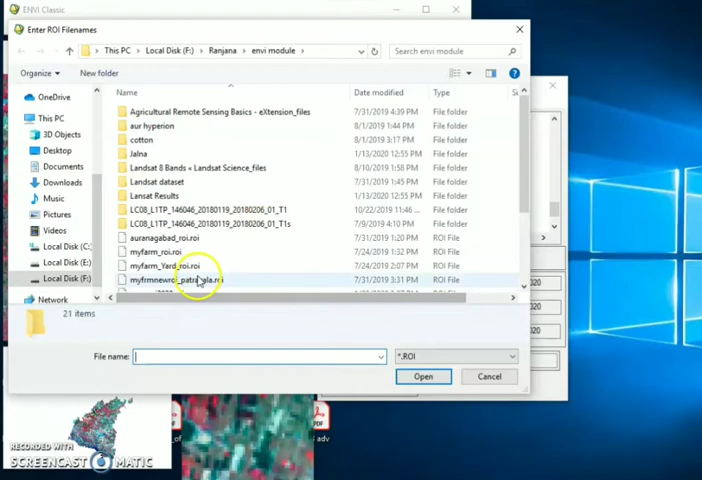 ENVI Classic
Enter ROI Filenames
This PC > Local Disk (F:) > Ranjana > envi module >
Search envi module
Organize
New folder
Name
Date modified
Type
OneDrive
This PC
3D Objects
Desktop
Documents
Downloads
Music
Pictures
Videos
Local Disk (C:
Local Disk (E:)
Local Disk (F:)
Network
Agricultural Remote Sensing Basics - eXtension_files 7/31/2019 4:39 PM File folder
aur hyperion 8/1/2019 1:44 PM File folder
cotton 8/1/2019 3:17 PM File folder
Jalna 1/13/2020 12:55 PM File folder
Landsat 8 Bands « Landsat Science_files 8/10/2019 1:58 PM File folder
Landsat dataset 7/31/2019 1:45 PM File folder
Lansat Results 1/13/2020 12:55 PM File folder
LC08_L1TP_146046_20180119_20180206_01_T1 10/22/2019 11:46 ... File folder
LC08_L1TP_146046_20180119_20180206_01_T1s 7/9/2019 4:10 PM File folder
auranagabad_roi.roi 7/31/2019 1:20 PM ROI File
myfarm_roi.roi 7/24/2019 1:32 PM ROI File
myfarm_Yard_roi.roi 7/24/2019 2:07 PM ROI File
7/31/2019 3:31 PM ROI File
21 items
File name:
*.ROI
Open
Cancel
020
020
020
adv
RECORDED WITH
SCREENCAST MATIC